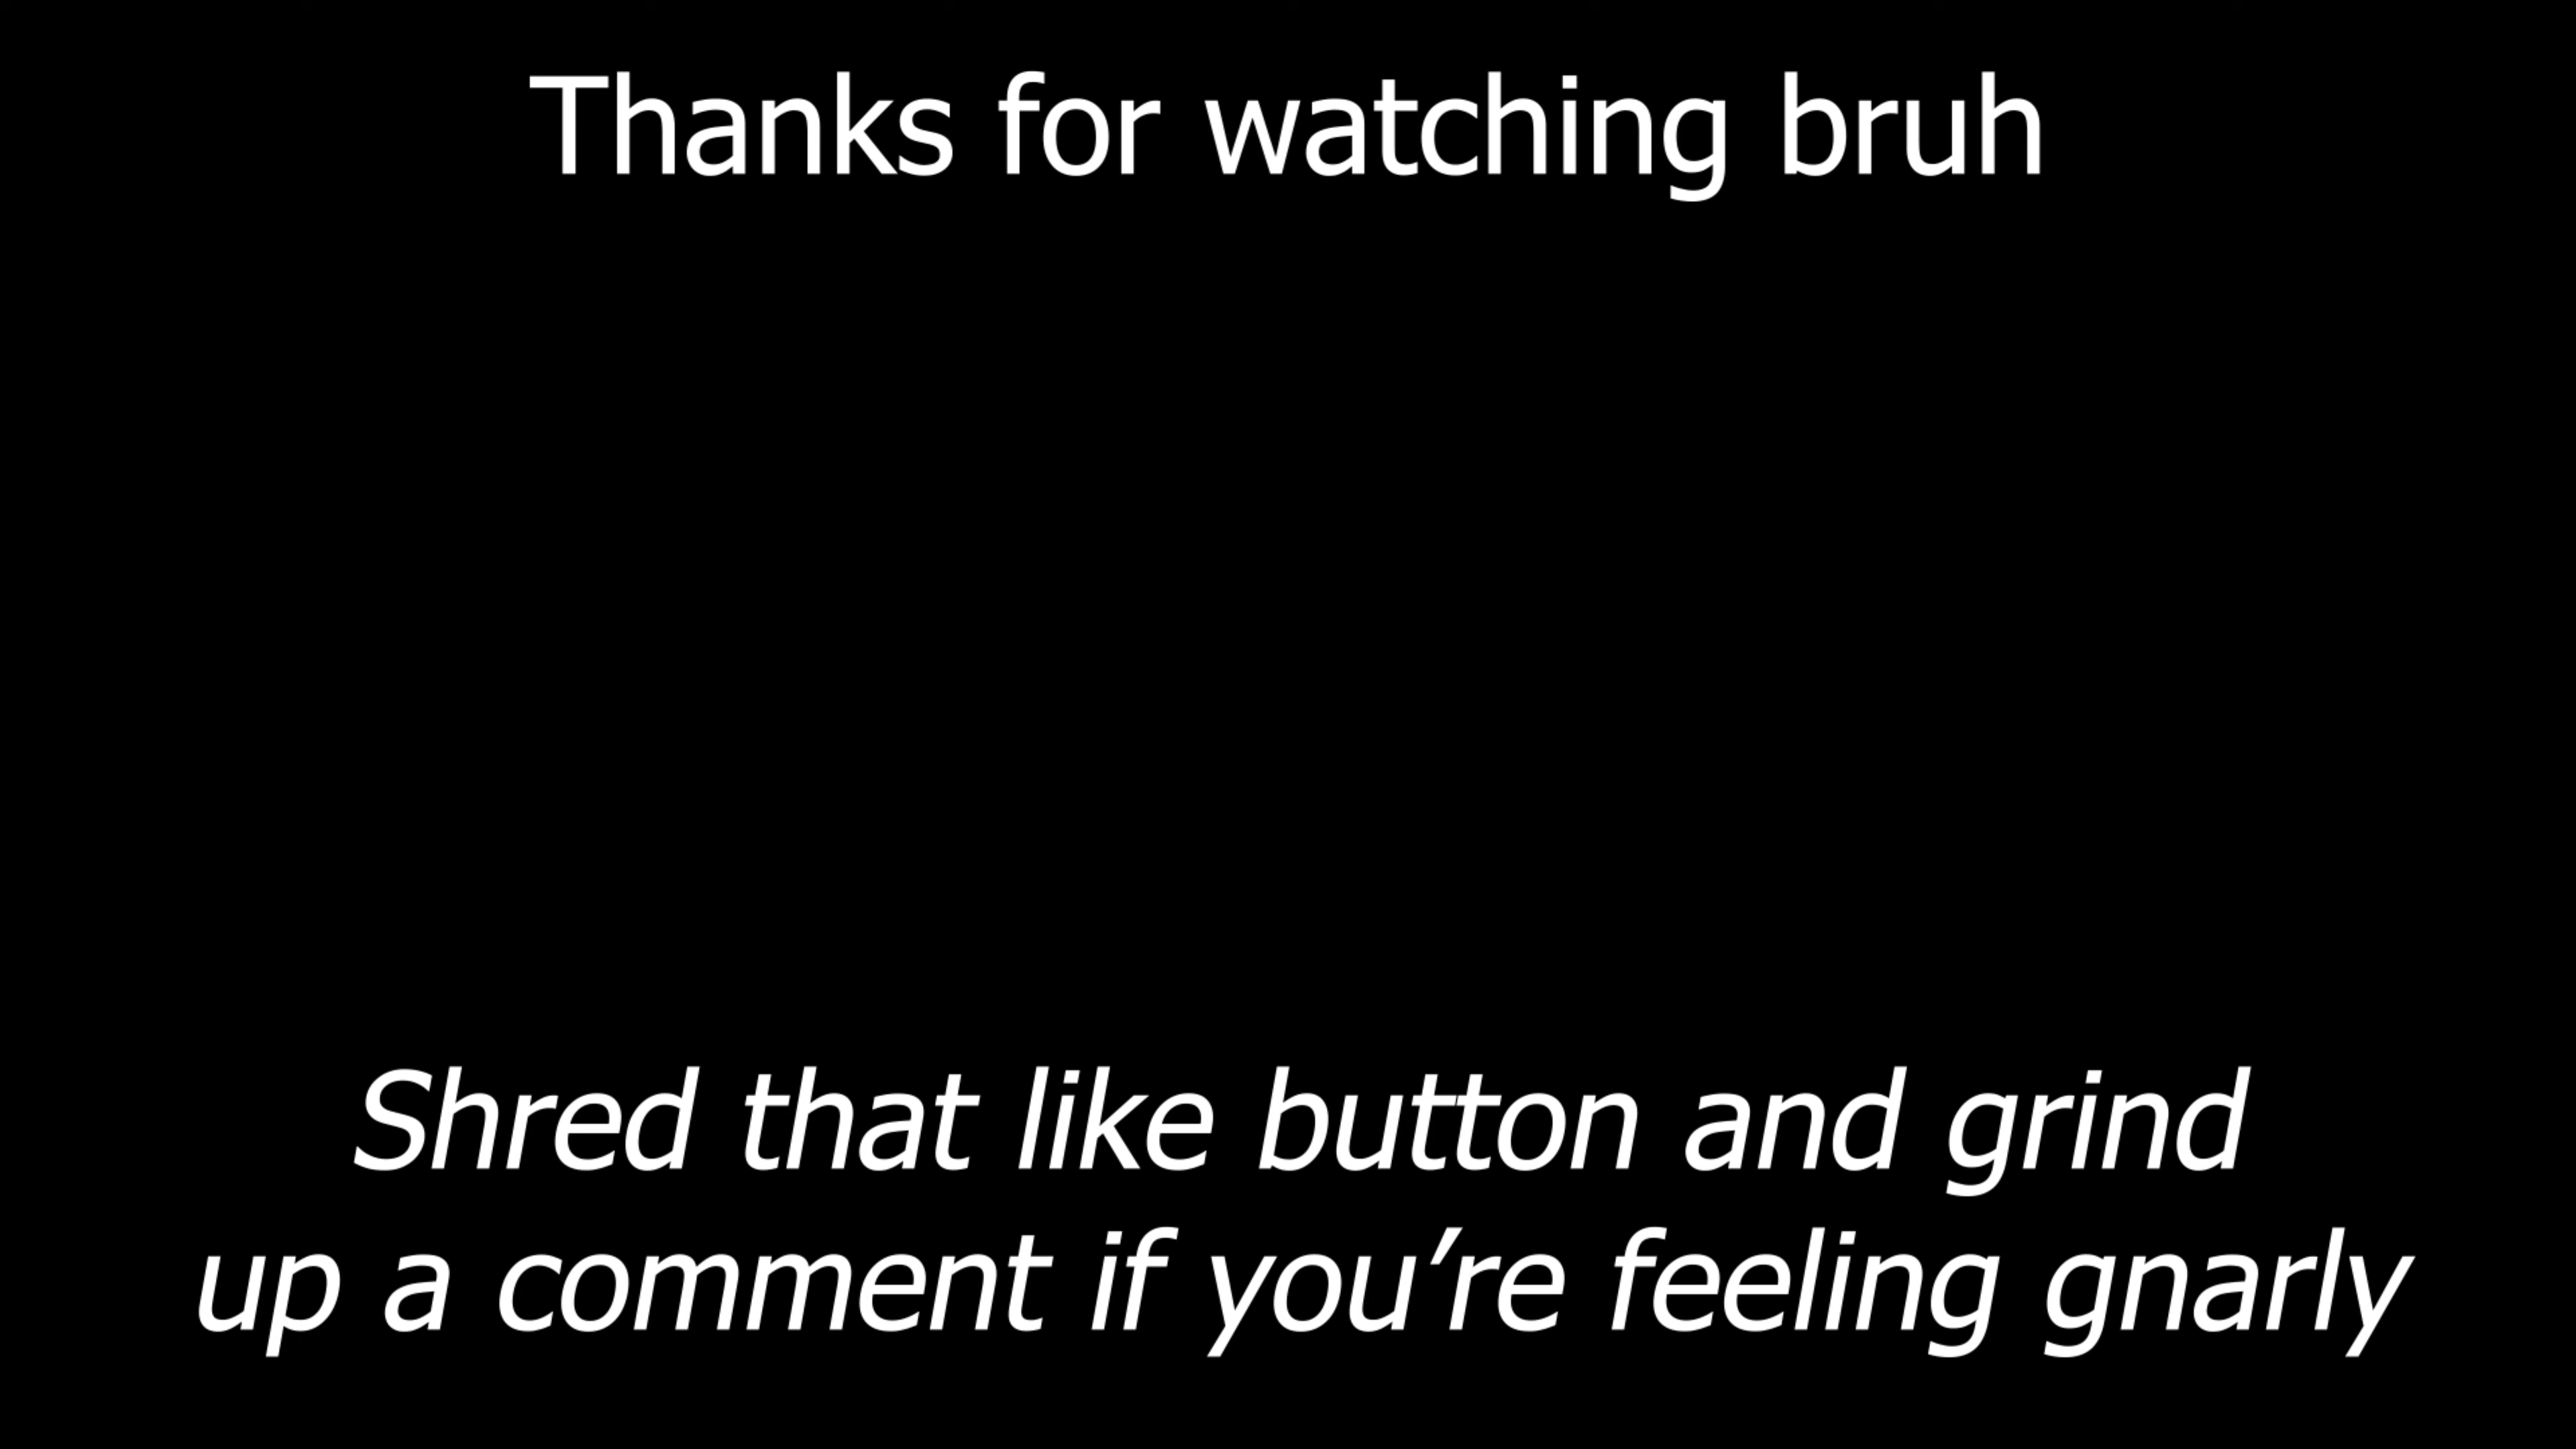 Thanks for watching bruh
Shred that like button and grind
up a comment if you’re feeling gnarly